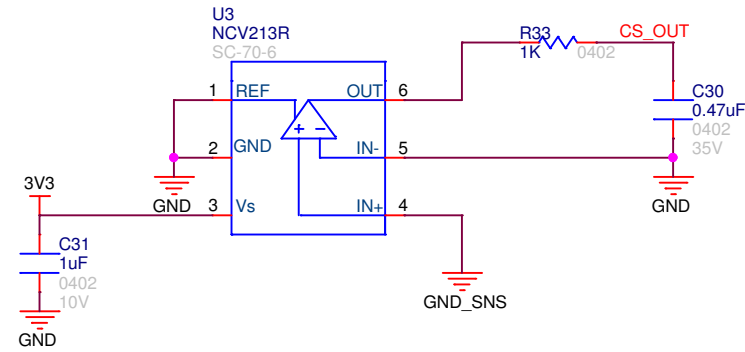 U3
NCV213R
SC-70-6
R33
1K
0402
CS_OUT
1
REF
OUT
6
C30
0.47uF
0402
35V
+
−
2
GND
IN-
5
3V3
GND
3
Vs
IN+
4
GND
C31
1uF
0402
10V
GND_SNS
GND